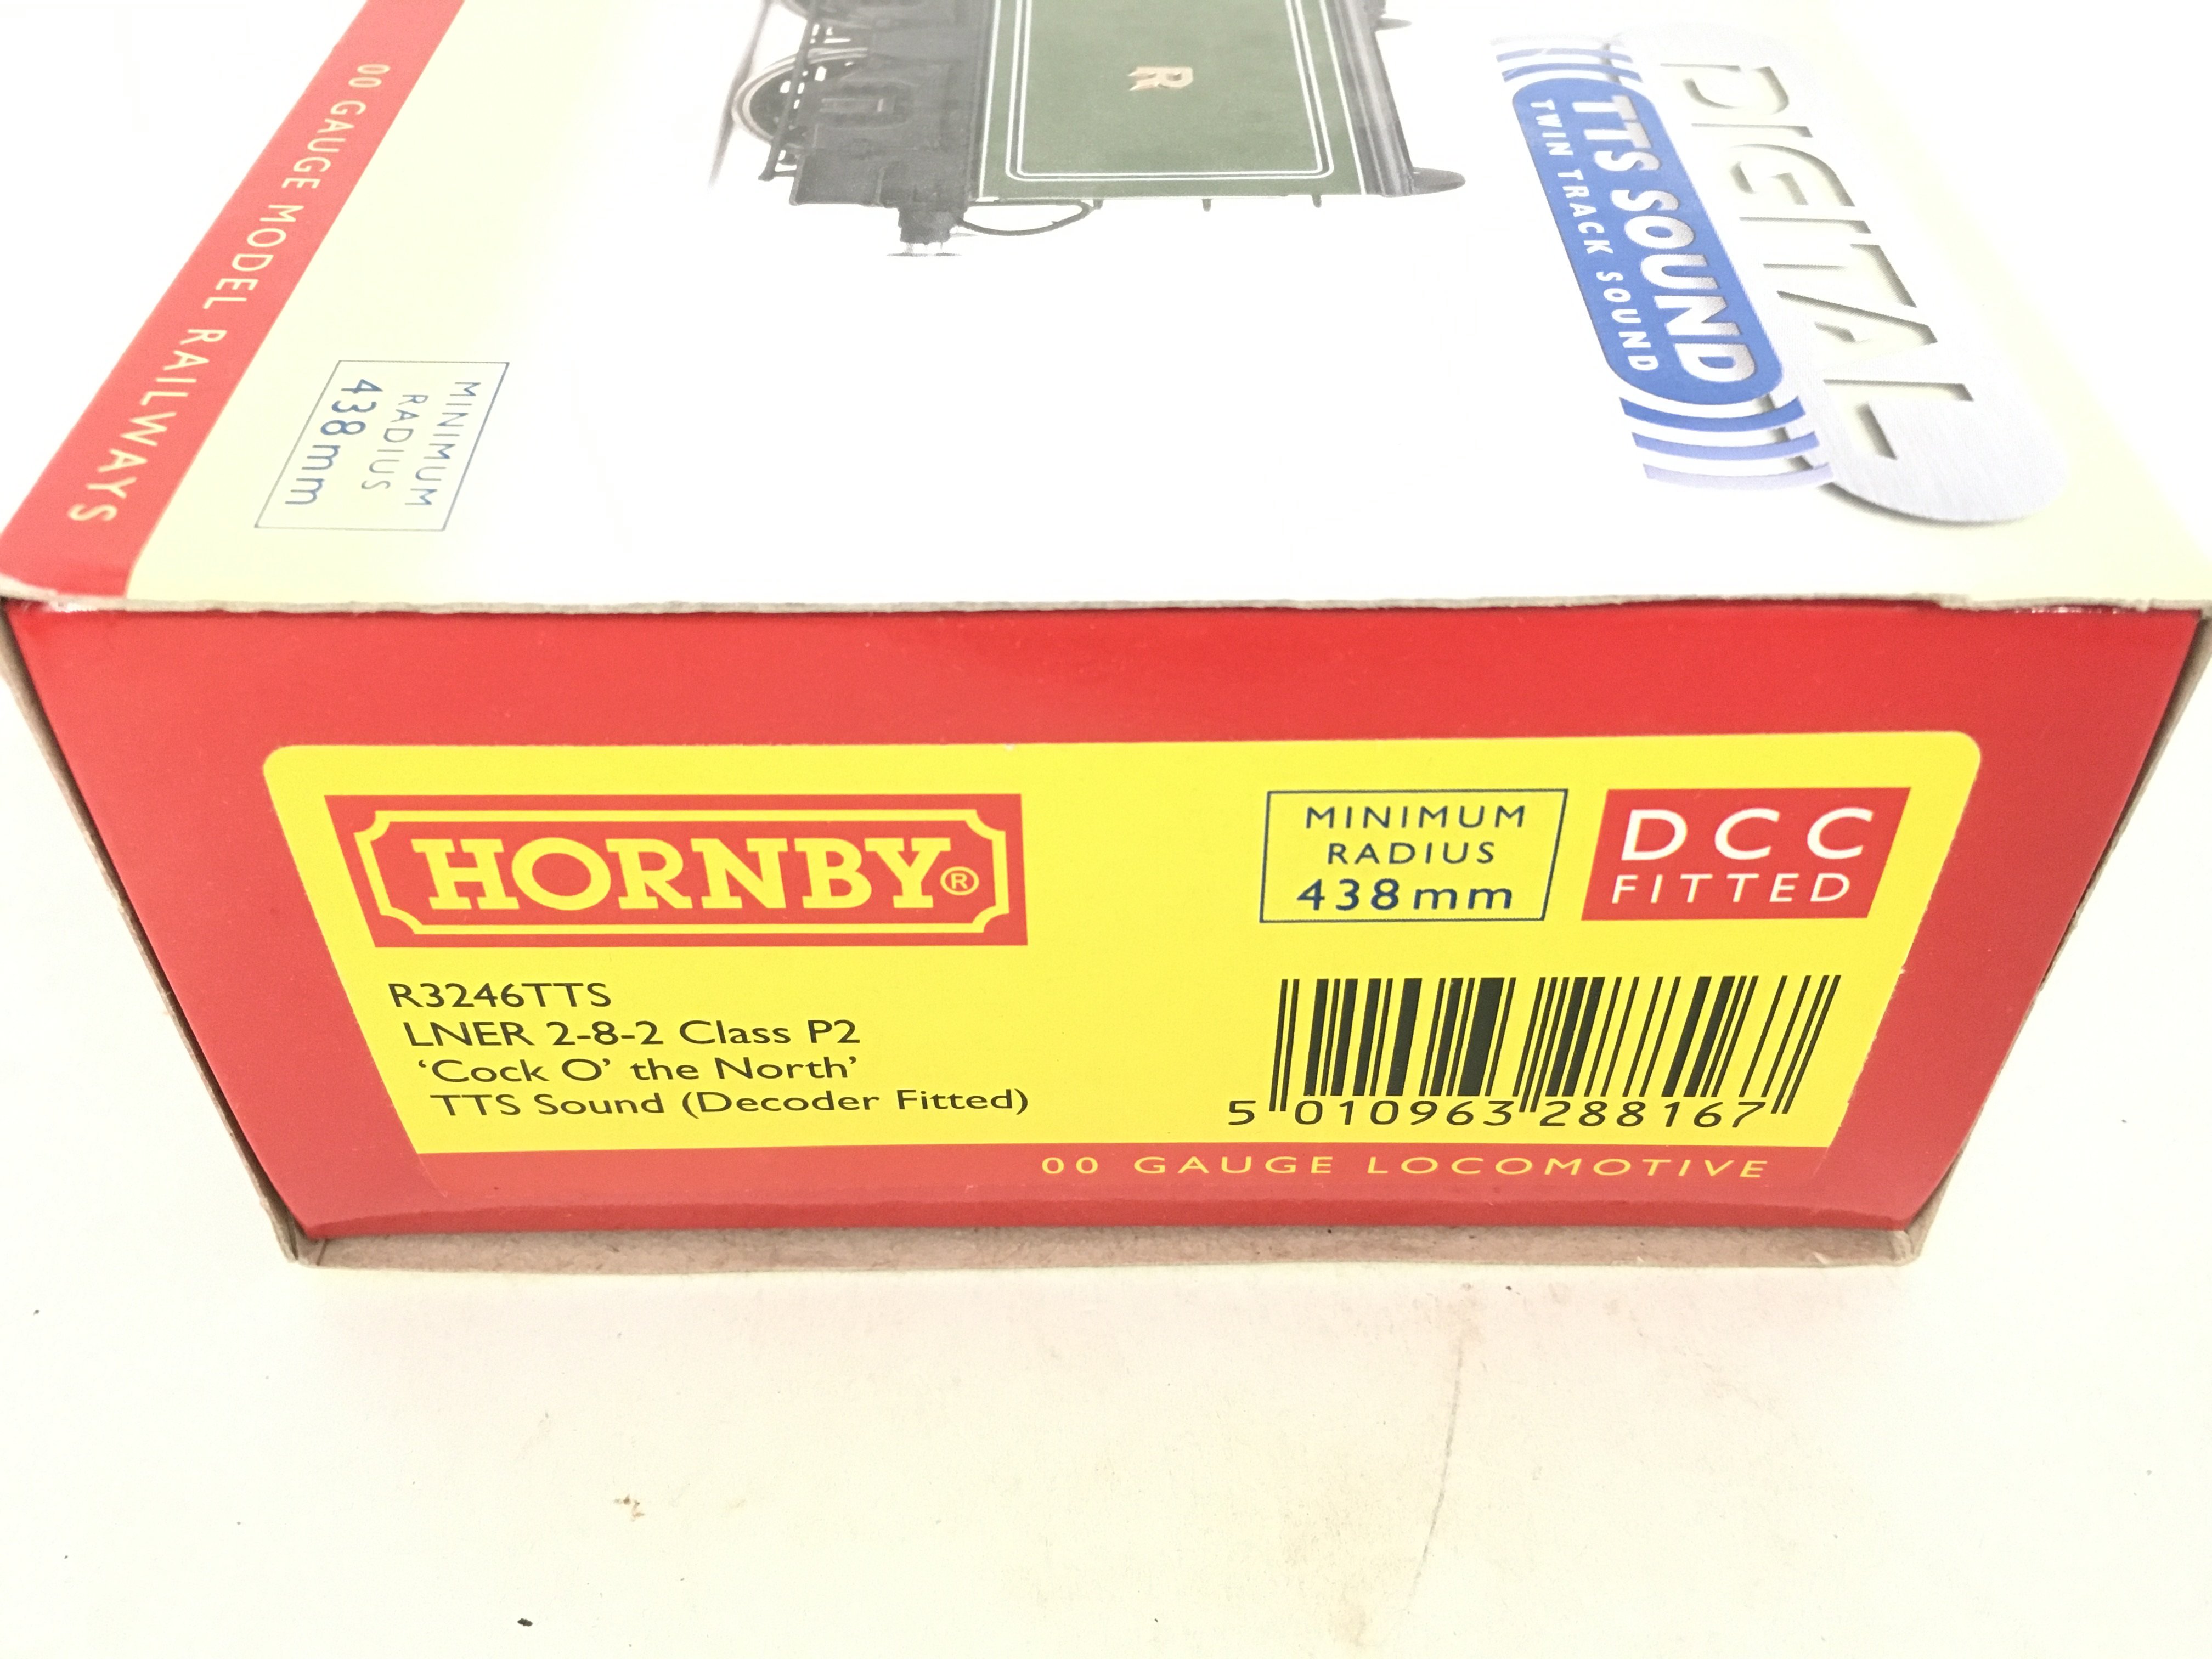 00 GAUGE MODEL RAILWAYS
MINIMUM
RADIUS
438mm
R
DIGITAL
TTS SOUND
TWIN TRACK SOUND
HORNBY®
MINIMUM
RADIUS
438mm
DCC
FITTED
R3246TTS
LNER 2-8-2 Class P2
‘Cock O’ the North’
TTS Sound (Decoder Fitted)
5 010963 288167
00 GAUGE LOCOMOTIVE